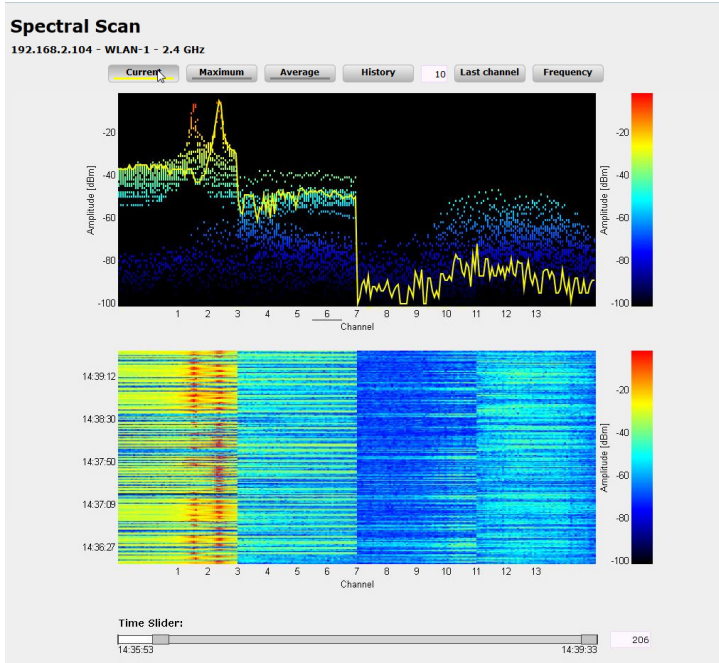 Spectral Scan
192.168.2.104 - WLAN-1 - 2.4 GHz
Current Maximum Average History 10 Last channel Frequency
-20 -20
-40 -40
-60 -60
-80 -80
-100 -100
Amplitude [dBm] Amplitude [dBm]
1 2 3 4 5 6 7 8 9 10 11 12 13
Channel
14:39:12
14:38:30
14:37:50
14:37:09
14:36:27
-20
-40
-60
-80
-100
Amplitude [dBm]
1 2 3 4 5 6 7 8 9 10 11 12 13
Channel
Time Slider:
206
14:35:53 14:39:33